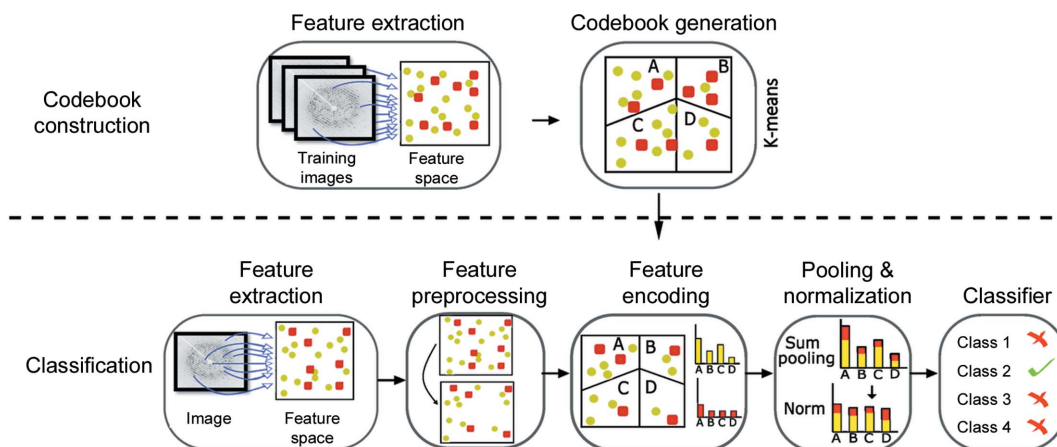 Feature extraction
Codebook generation
Codebook
construction
Training
images
Feature
space
A
B
C
D
K-means
Feature
extraction
Feature
preprocessing
Feature
encoding
Pooling &
normalization
Classifier
Classification
Image
Feature
space
A
B
C
D
A B C D
A B C D
Sum
pooling
A B C D
Norm
A B C D
Class 1
Class 2
Class 3
Class 4